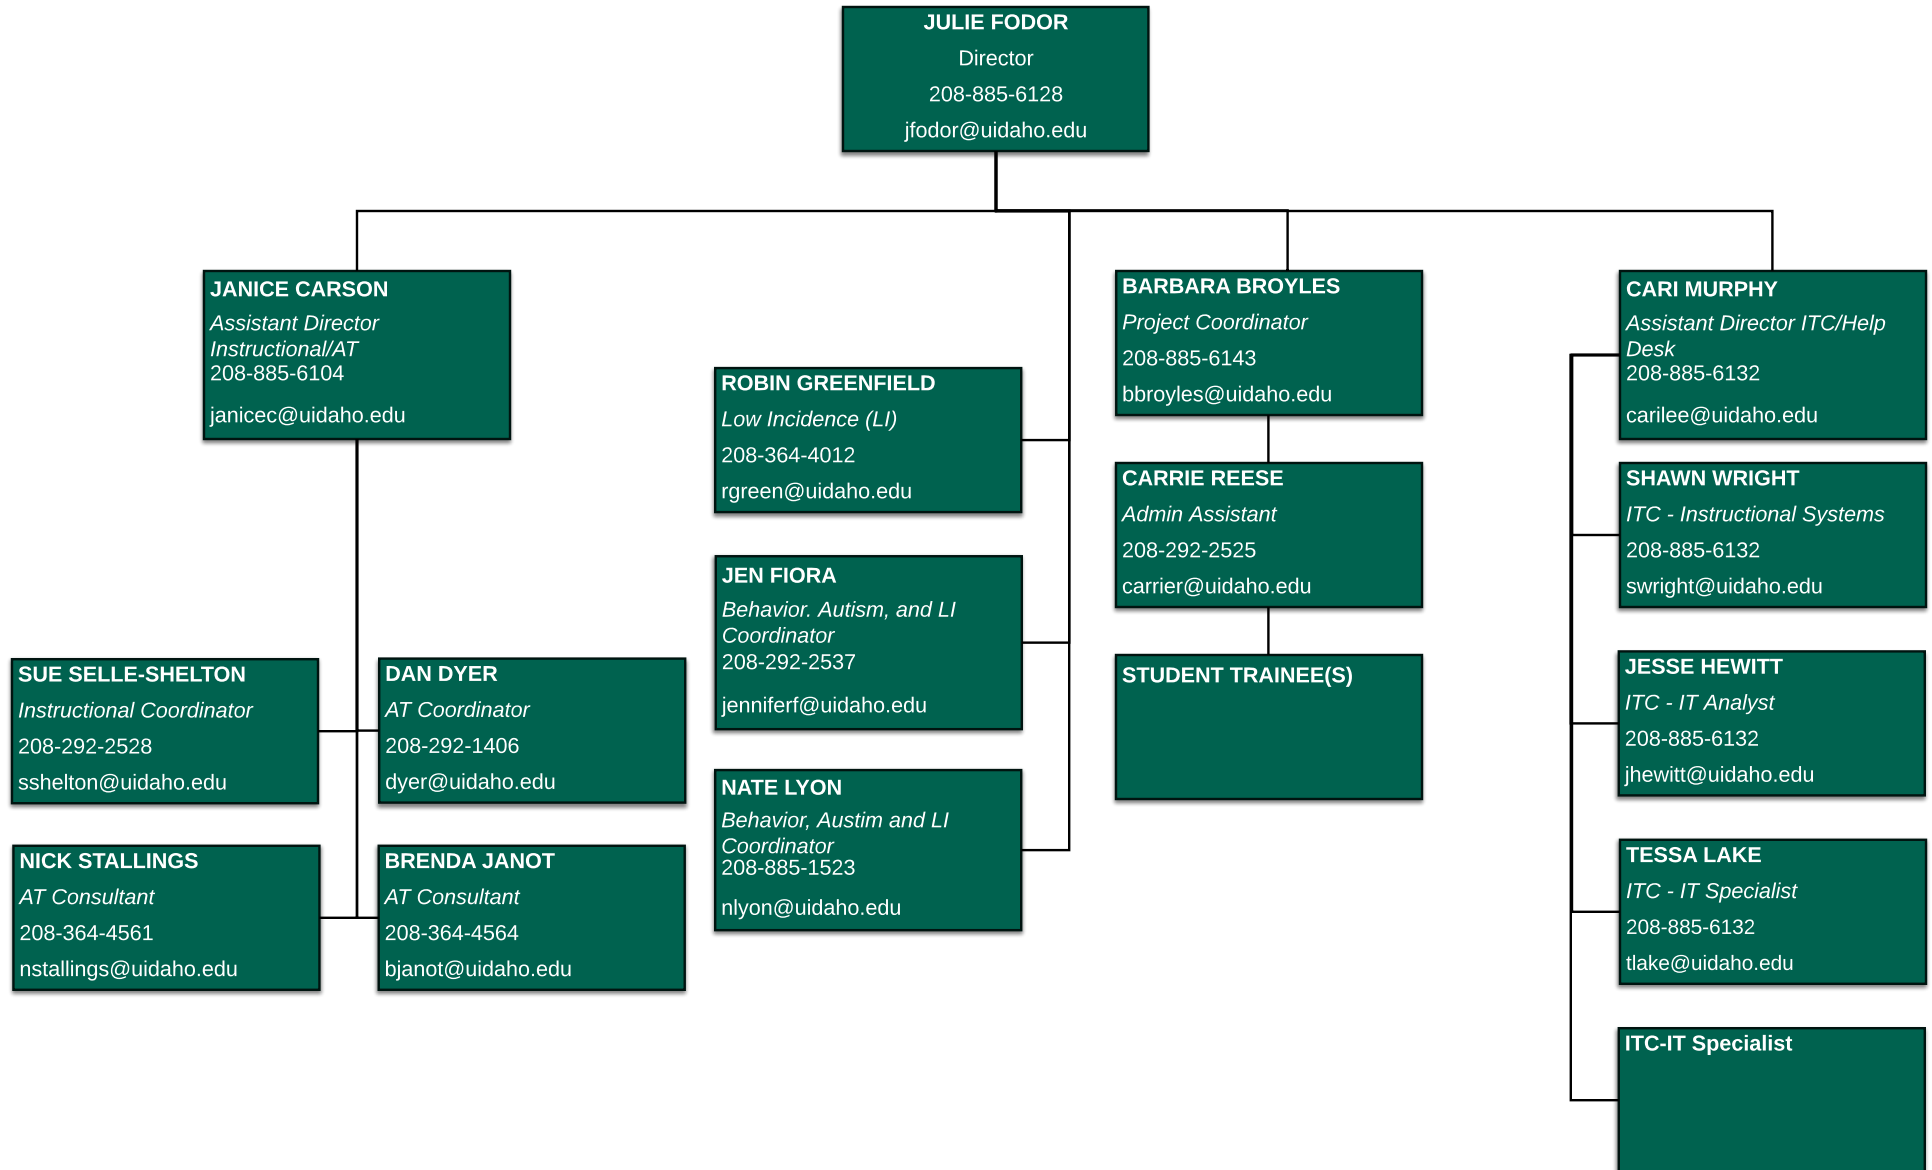 JULIE FODOR
Director
208-885-6128
jfodor@uidaho.edu
JANICE CARSON
Assistant Director
Instructional/AT
208-885-6104
janicec@uidaho.edu
SUE SELLE-SHELTON
Instructional Coordinator
208-292-2528
sshelton@uidaho.edu
DAN DYER
AT Coordinator
208-292-1406
dyer@uidaho.edu
NICK STALLINGS
AT Consultant
208-364-4561
nstallings@uidaho.edu
BRENDA JANOT
AT Consultant
208-364-4564
bjanot@uidaho.edu
ROBIN GREENFIELD
Low Incidence (LI)
208-364-4012
rgreen@uidaho.edu
JEN FIORA
Behavior. Autism, and LI
Coordinator
208-292-2537
jenniferf@uidaho.edu
NATE LYON
Behavior, Austim and LI
Coordinator
208-885-1523
nlyon@uidaho.edu
BARBARA BROYLES
Project Coordinator
208-885-6143
bbroyles@uidaho.edu
CARRIE REESE
Admin Assistant
208-292-2525
carrier@uidaho.edu
STUDENT TRAINEE(S)
CARI MURPHY
Assistant Director ITC/Help
Desk
208-885-6132
carilee@uidaho.edu
SHAWN WRIGHT
ITC - Instructional Systems
208-885-6132
swright@uidaho.edu
JESSE HEWITT
ITC - IT Analyst
208-885-6132
jhewitt@uidaho.edu
TESSA LAKE
ITC - IT Specialist
208-885-6132
tlake@uidaho.edu
ITC-IT Specialist